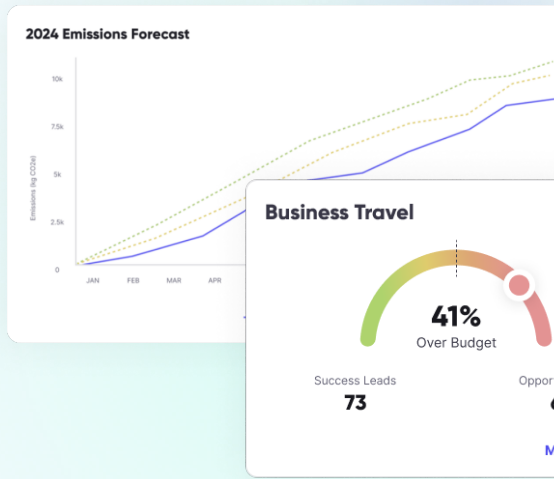 2024 Emissions Forecast
10k
7.5k
5k
2.5k
0
Emissions (kg CO2e)
JAN FEB MAR APR
Business Travel
41%
Over Budget
Success Leads
73